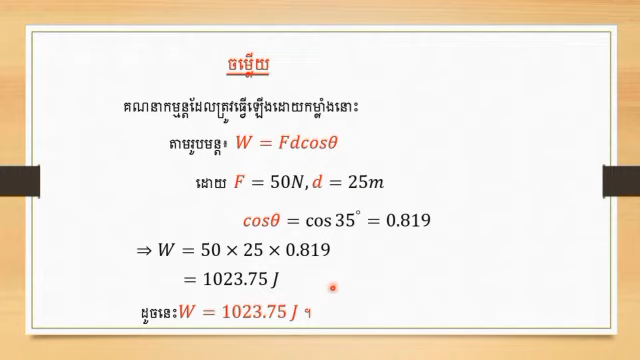 ចម្លើយ
គណនាកម្មន្តដែលត្រូវធ្វើឡើងដោយកម្លាំងនោះ
តាមរូបមន្ត៖ W = Fdcosθ
ដោយ F = 50N, d = 25m
cosθ = cos 35° = 0.819
⇒ W = 50 × 25 × 0.819
= 1023.75 J
ដូចនេះ W = 1023.75 J ។